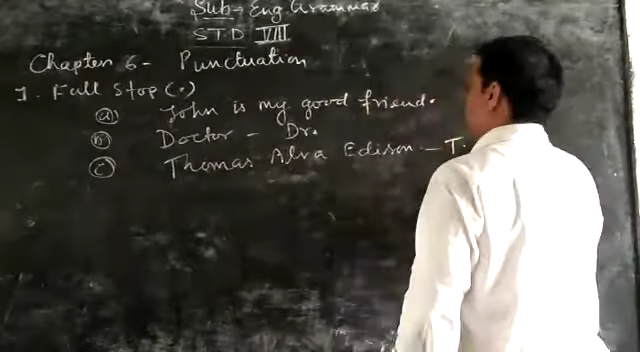 Sub - Eng. Grammar
STD VIII
Chapter 6 - Punctuation
1. Full Stop (.)
(a) John is my good friend.
(b) Doctor - Dr.
(c) Thomas Alva Edison - T.